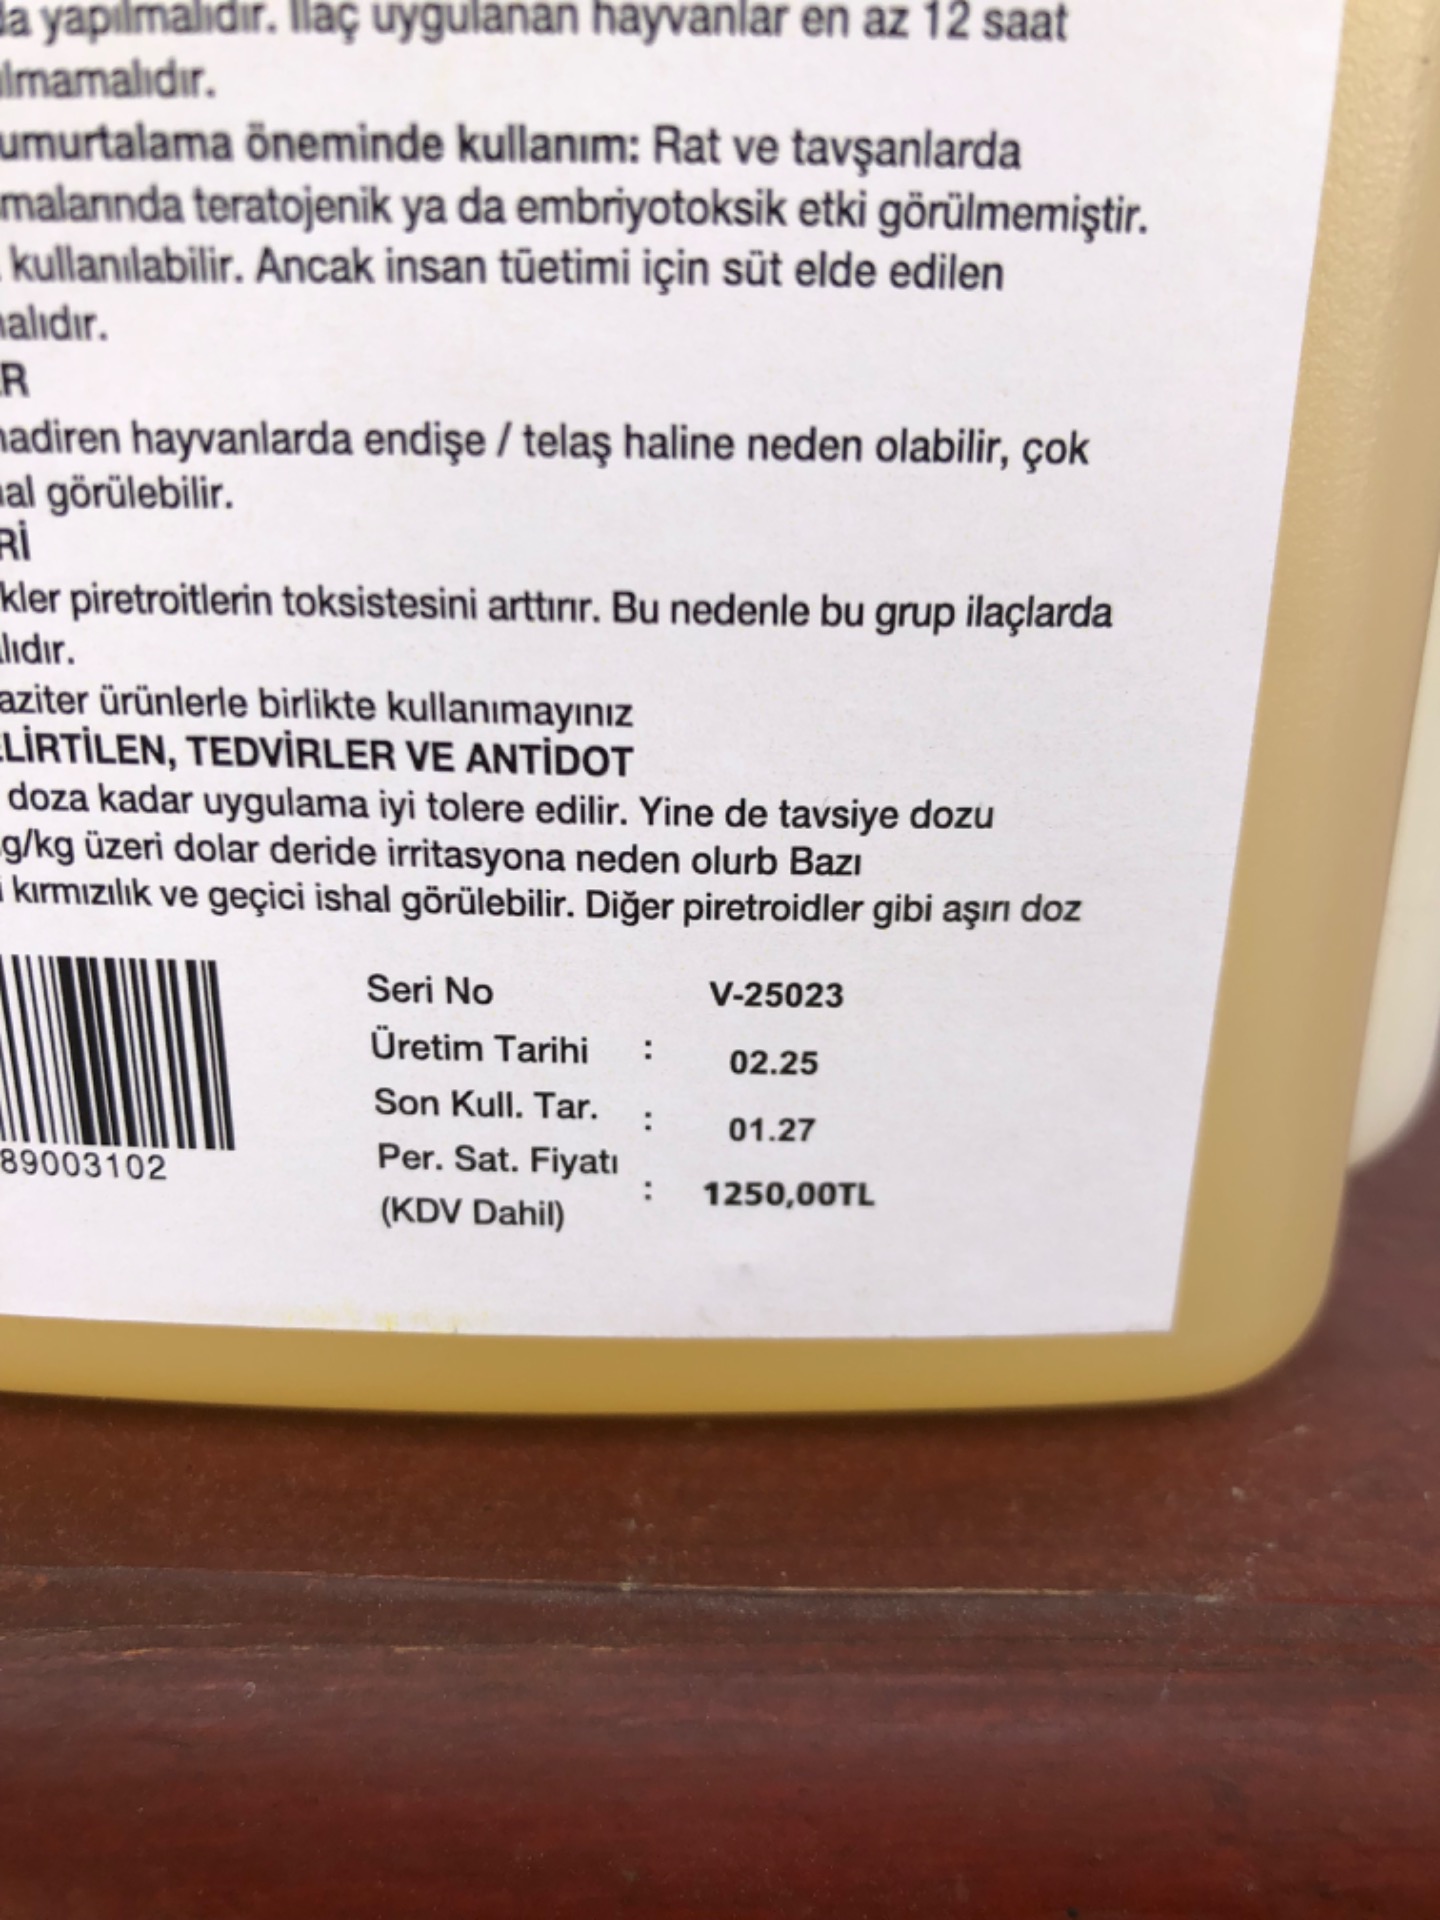 yapılmalıdır. İlaç uygulanan hayvanlar en az 12 saat
ılmamalıdır.
umurtalama öneminde kullanım: Rat ve tavşanlarda
malarında teratojenik ya da embriyotoksik etki görülmemiştir.
kullanılabilir. Ancak insan tüetimi için süt elde edilen
alıdır.
R
nadiren hayvanlarda endişe / telaş haline neden olabilir, çok
al görülebilir.
Rİ
kler piretroitlerin toksistesini arttırır. Bu nedenle bu grup ilaçlarda
lıdır.
aziter ürünlerle birlikte kullanımayınız
LİRTİLEN, TEDVİRLER VE ANTİDOT
doza kadar uygulama iyi tolere edilir. Yine de tavsiye dozu
g/kg üzeri dolar deride irritasyona neden olurb Bazı
kırmızılık ve geçici ishal görülebilir. Diğer piretroidler gibi aşırı doz
Seri No V-25023
Üretim Tarihi : 02.25
Son Kull. Tar. : 01.27
Per. Sat. Fiyatı : 1250,00TL
(KDV Dahil)
89003102